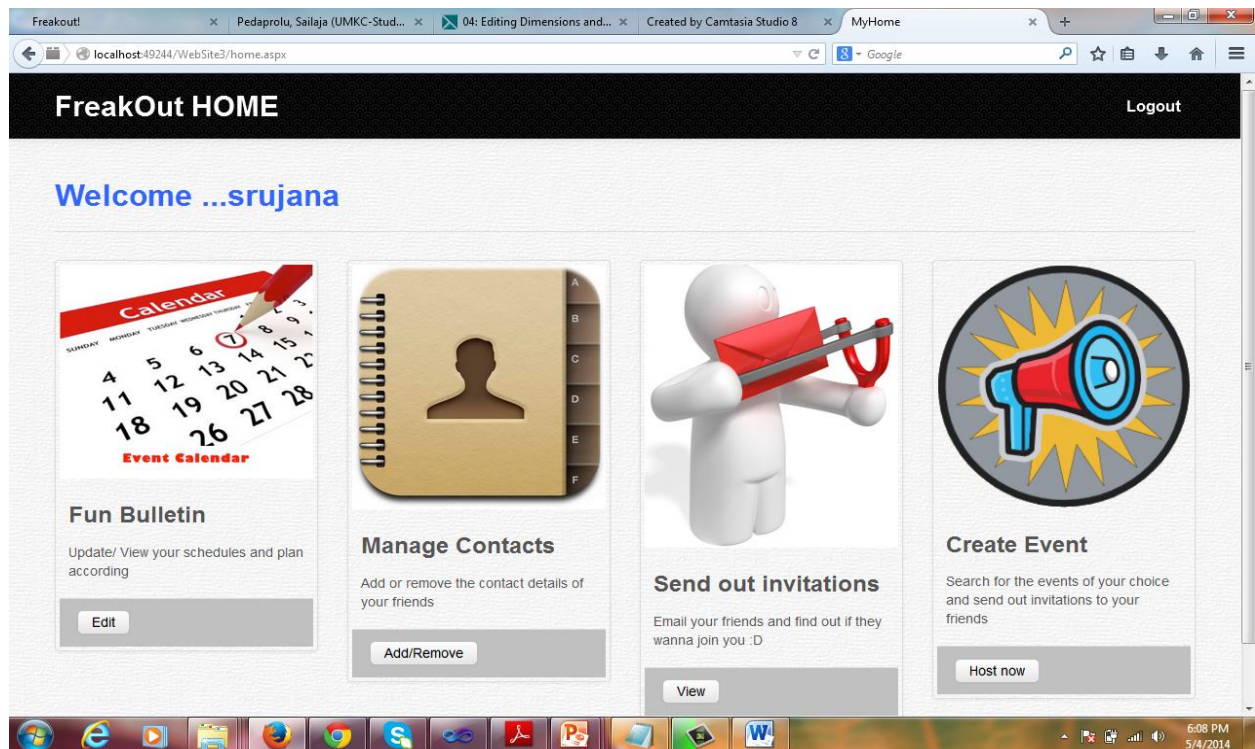 Freakout!
Pedaprolu, Sailaja (UMKC-Stud...
04: Editing Dimensions and...
Created by Camtasia Studio 8
MyHome
localhost:49244/WebSite3/home.aspx
Google
FreakOut HOME
Logout
Welcome ...srujana
Calendar
SUNDAY MONDAY TUESDAY WEDNESDAY THURSDAY
4 5 6 7 8 9
11 12 13 14 15
18 19 20 21 22
26 27 28
Event Calendar
Fun Bulletin
Update/ View your schedules and plan
according
Edit
A
B
C
D
E
F
Manage Contacts
Add or remove the contact details of
your friends
Add/Remove
Send out invitations
Email your friends and find out if they
wanna join you :D
View
Create Event
Search for the events of your choice
and send out invitations to your
friends
Host now
6:08 PM
5/4/2014